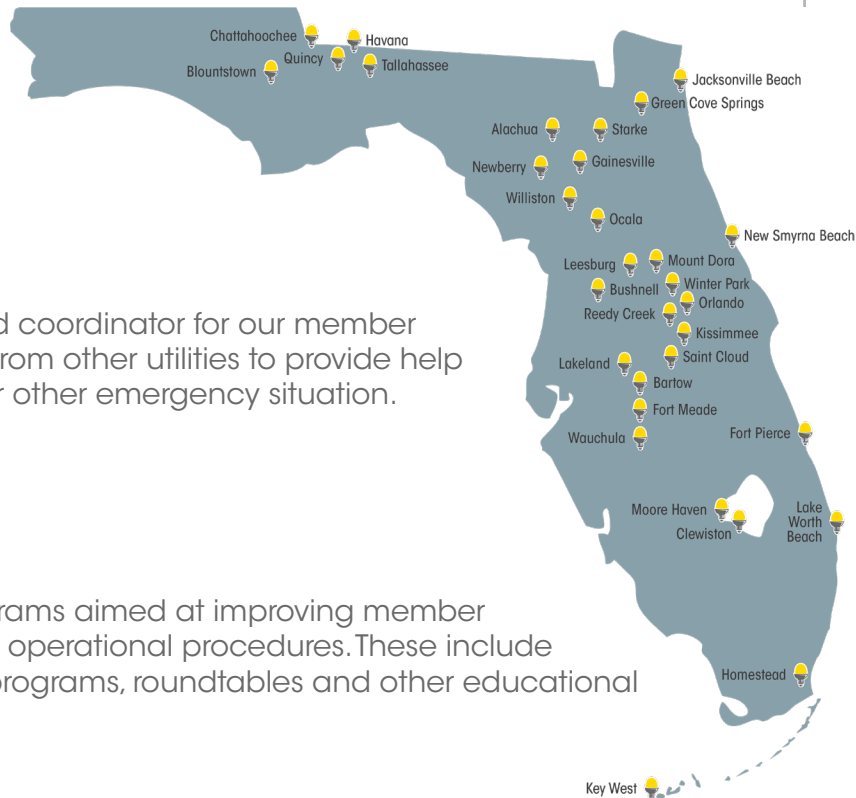 Chattahoochee
Havana
Quincy
Tallahassee
Blountstown
Jacksonville Beach
Green Cove Springs
Alachua
Starke
Gainesville
Newberry
Williston
Ocala
New Smyrna Beach
Mount Dora
Leesburg
Winter Park
Bushnell
Orlando
Reedy Creek
d coordinator for our member
Kissimmee
from other utilities to provide help
Saint Cloud
Lakeland
Bartow
r other emergency situation.
Fort Meade
Fort Pierce
Wauchula
Moore Haven
Lake
Worth
Beach
Clewiston
grams aimed at improving member
operational procedures. These include
programs, roundtables and other educational
Homestead
Key West